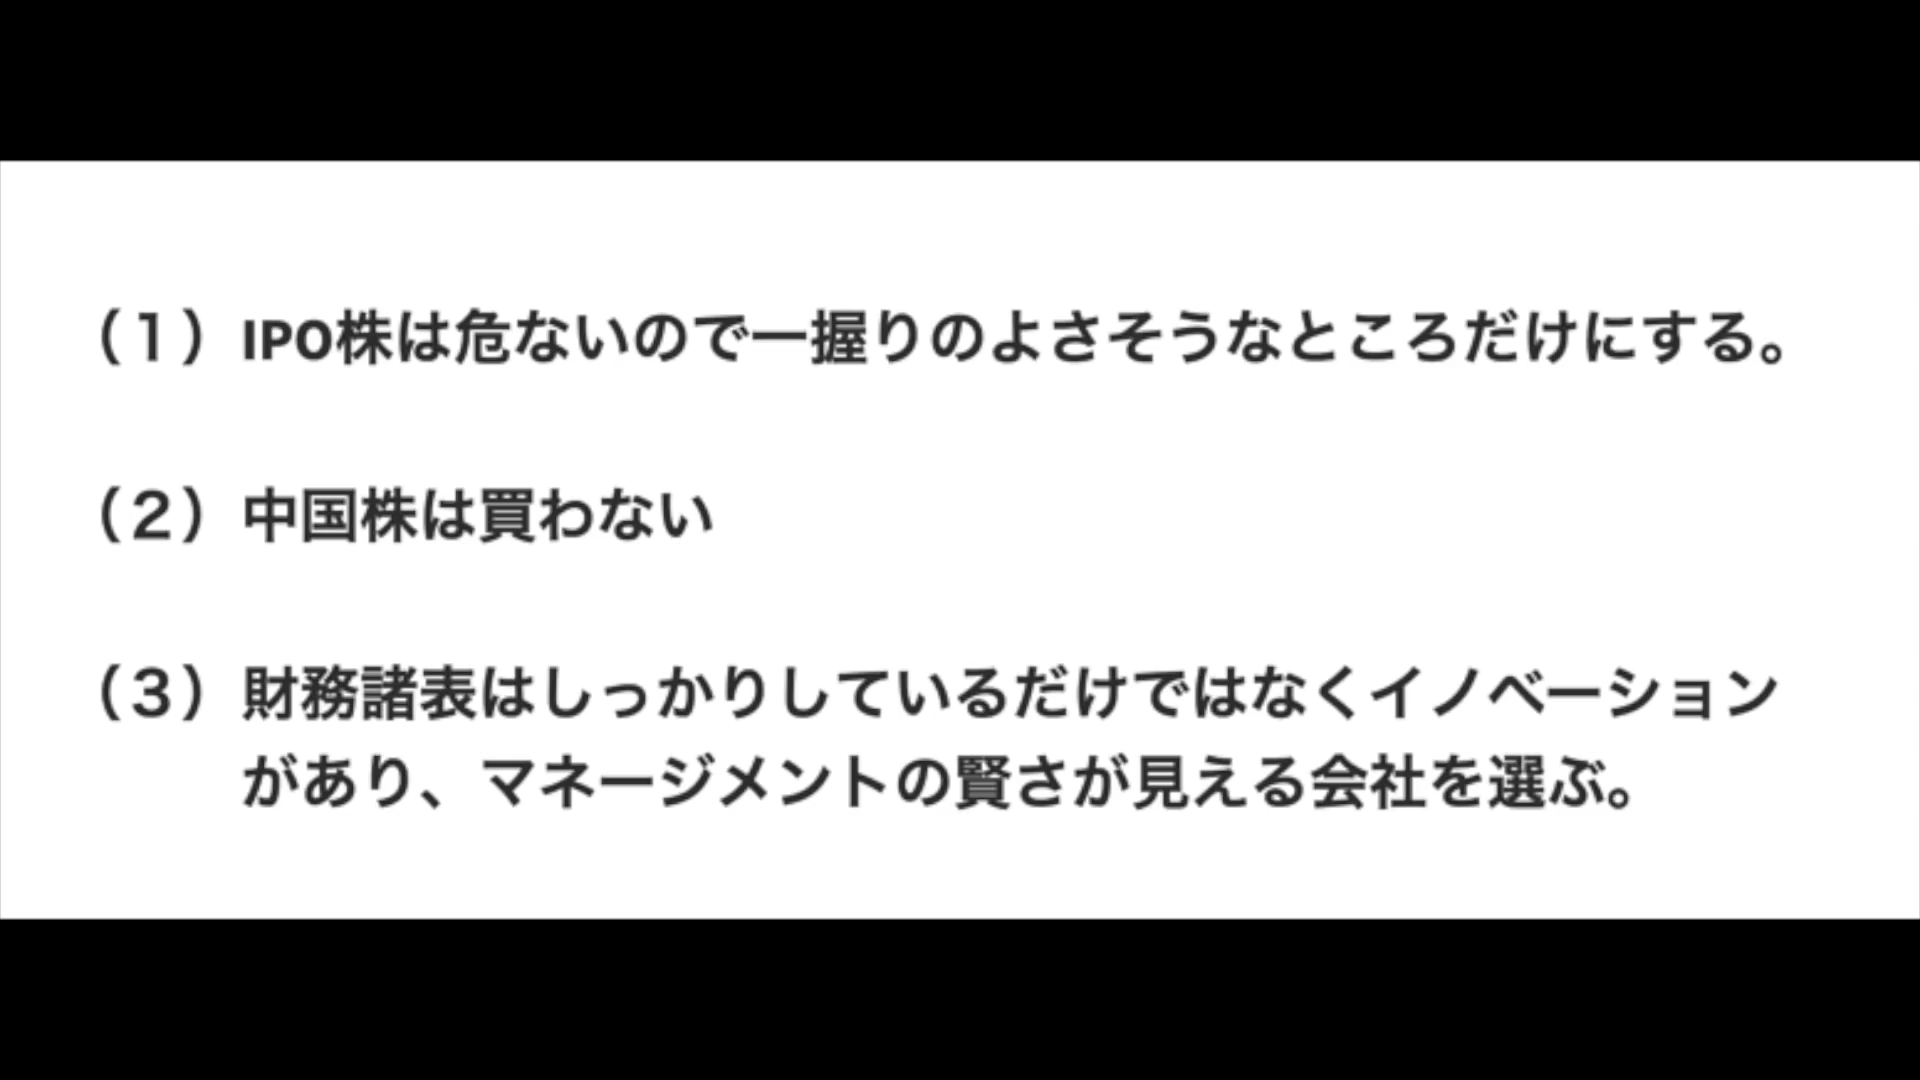 （1）IPO株は危ないので一握りのよさそうなところだけにする。
（2）中国株は買わない
（3）財務諸表はしっかりしているだけではなくイノベーション
があり、マネージメントの賢さが見える会社を選ぶ。